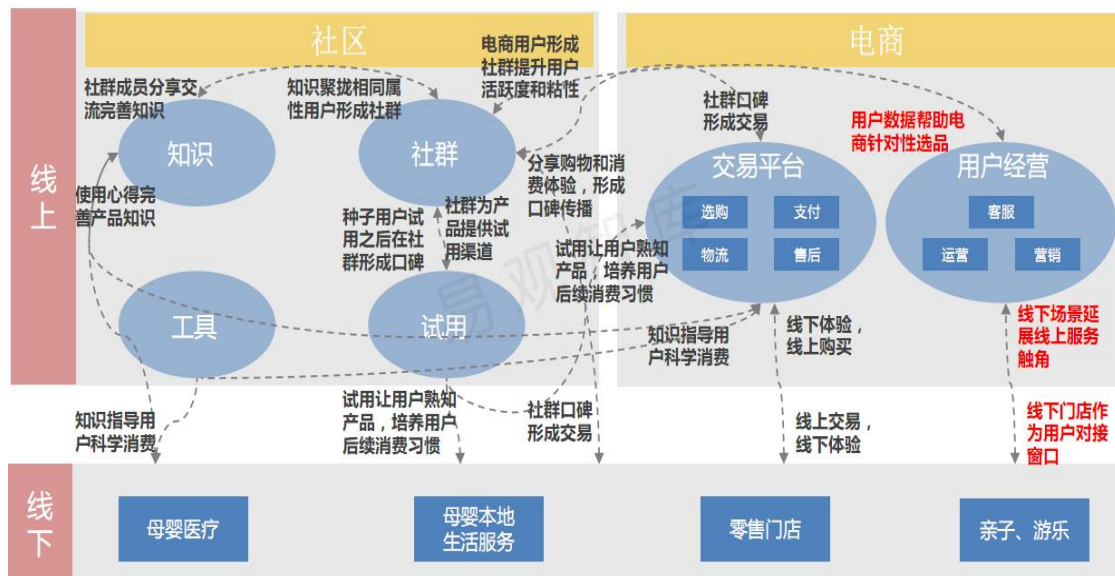 社区
电商
线上
社群成员分享交
流完善知识
知识聚拢相同属
性用户形成社群
电商用户形成
社群提升用户
活跃度和粘性
社群口碑
形成交易
用户数据帮助电
商针对性选品
知识
社群
交易平台
选购
支付
物流
售后
用户经营
客服
运营
营销
使用心得完
善产品知识
种子用户试
用之后在社
群形成口碑
社群为产
品提供试
用渠道
分享购物和消
费体验，形成
口碑传播
试用让用户熟知
产品，培养用户
后续消费习惯
工具
试用
知识指导用
户科学消费
线下体验，
线上购买
线下场景延
展线上服务
触角
知识指导用
户科学消费
试用让用户熟知
产品，培养用户
后续消费习惯
社群口碑
形成交易
线上交易，
线下体验
线下门店作
为用户对接
窗口
线下
母婴医疗
母婴本地
生活服务
零售门店
亲子、游乐
易观智库